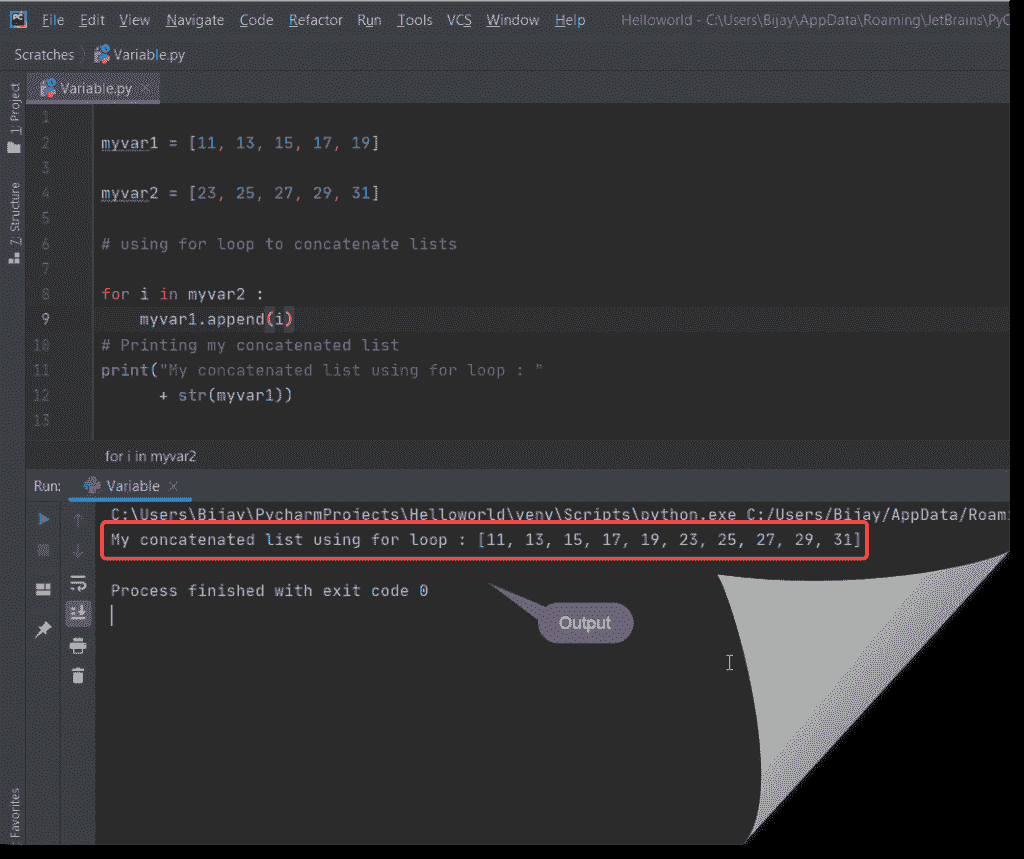 File Edit View Navigate Code Refactor Run Tools VCS Window Help Helloworld - C:\Users\Bijay\AppData\Roaming\JetBrains\PyC
Scratches Variable.py
Variable.py
1: Project
7: Structure
1
2 myvar1 = [11, 13, 15, 17, 19]
3
4 myvar2 = [23, 25, 27, 29, 31]
5
6 # using for loop to concatenate lists
7
8 for i in myvar2 :
9 myvar1.append(i)
10 # Printing my concatenated list
11 print("My concatenated list using for loop : "
12 + str(myvar1))
13
for i in myvar2
Run: Variable
C:\Users\Bijay\PycharmProjects\Helloworld\venv\Scripts\python.exe C:/Users/Bijay/AppData/Roami
My concatenated list using for loop : [11, 13, 15, 17, 19, 23, 25, 27, 29, 31]
Process finished with exit code 0
Output
Favorites